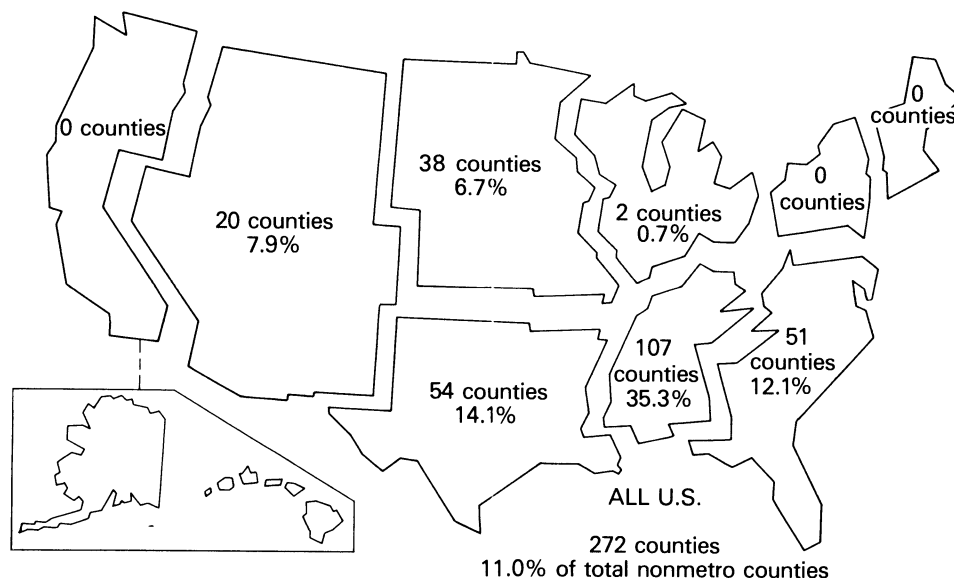 0 counties
20 counties
7.9%
38 counties
6.7%
2 counties
0.7%
0
counties
0
counties
54 counties
14.1%
107
counties
35.3%
51
counties
12.1%
ALL U.S.
272 counties
11.0% of total nonmetro counties